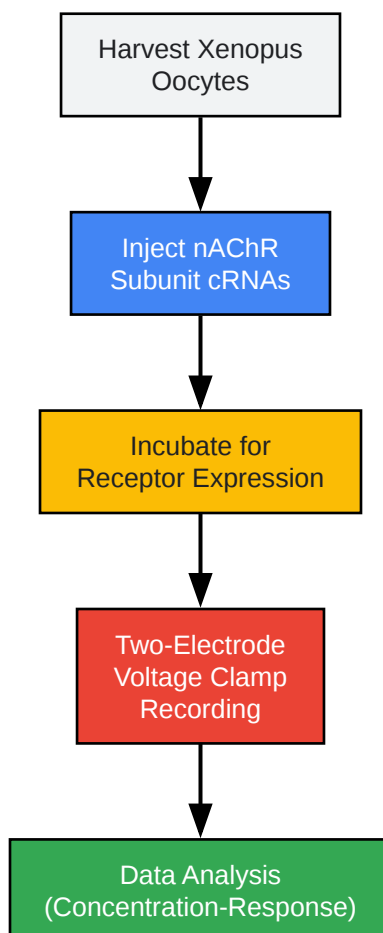 Harvest Xenopus
Oocytes
Inject nAChR
Subunit cRNAs
Incubate for
Receptor Expression
Two-Electrode
Voltage Clamp
Recording
Data Analysis
(Concentration-Response)